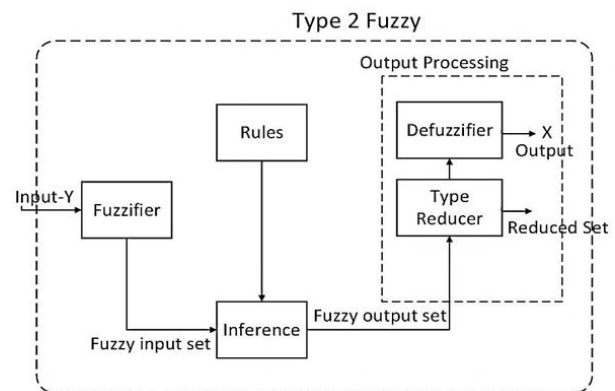 Type 2 Fuzzy
Output Processing
Rules
Defuzzifier
X
Output
Input-Y
Fuzzifier
Type
Reducer
Reduced Set
Fuzzy input set
Inference
Fuzzy output set